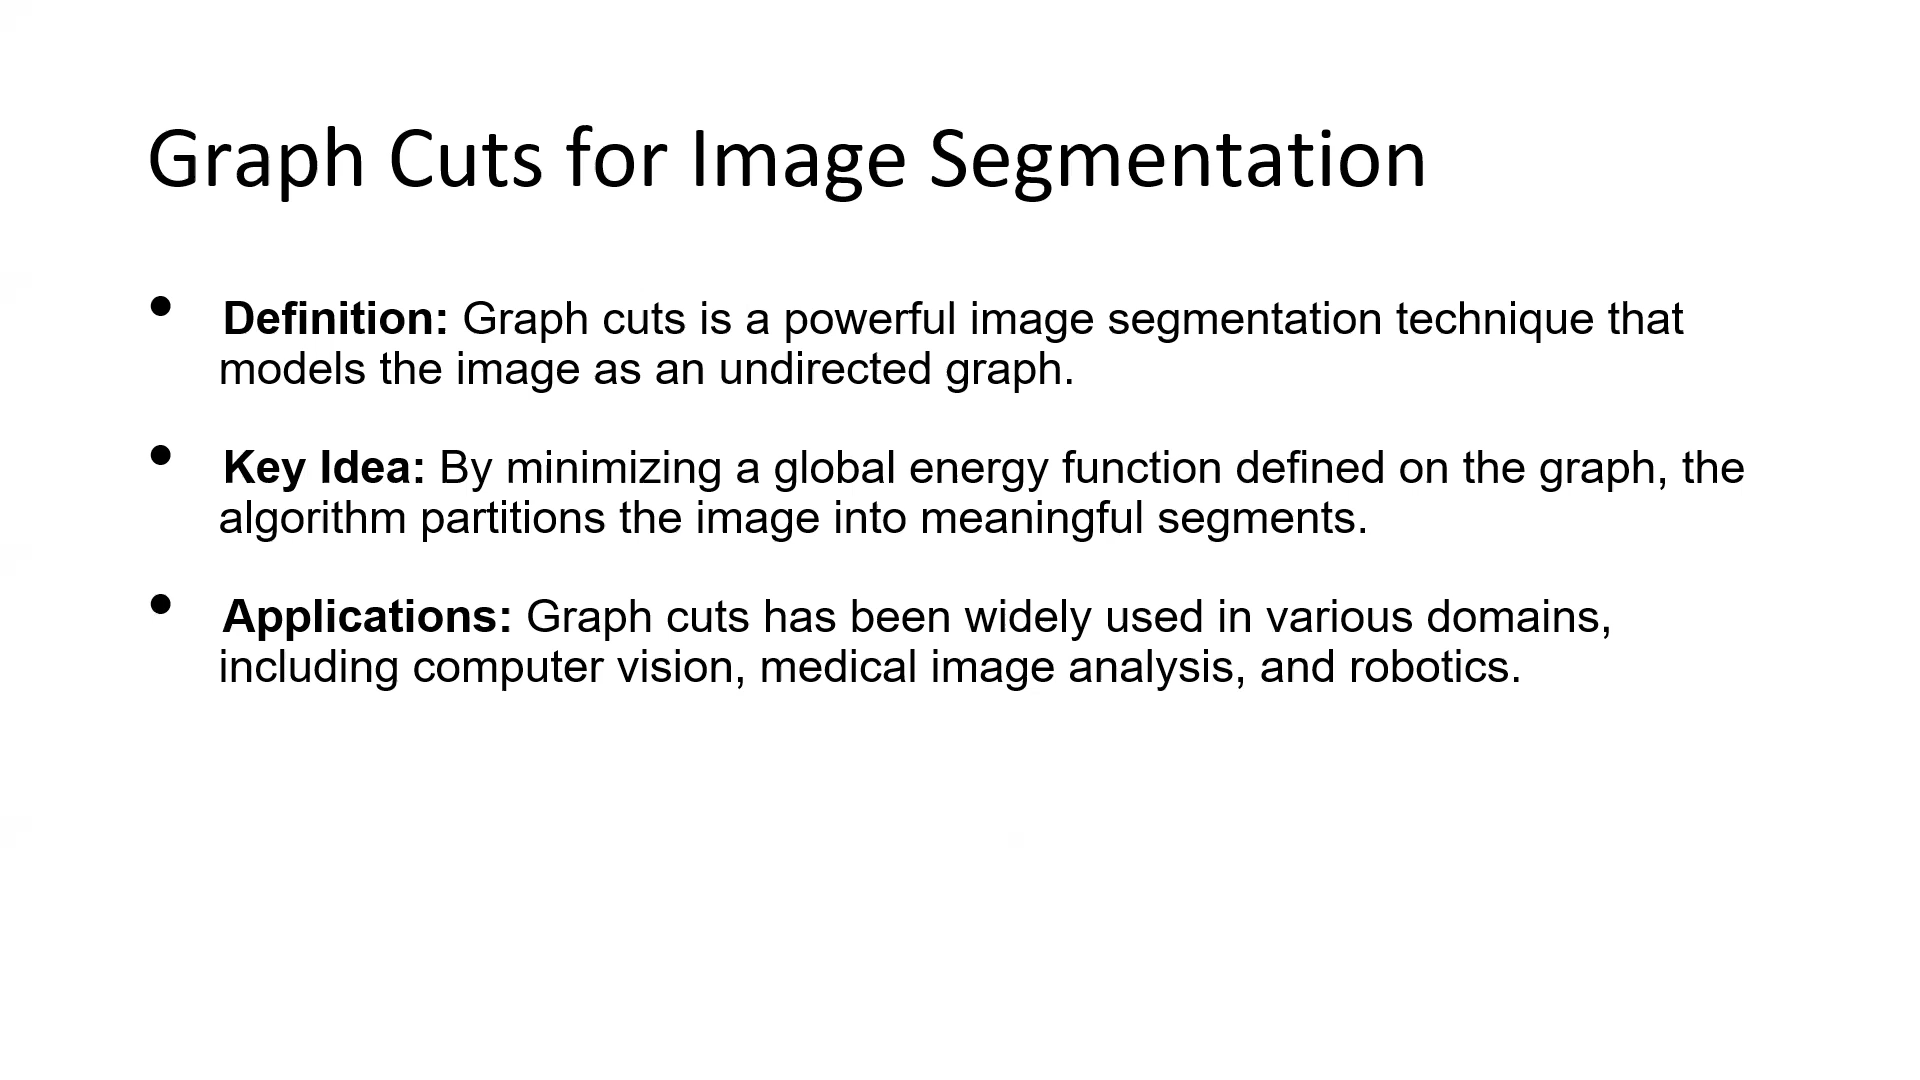 Graph Cuts for Image Segmentation
• Definition: Graph cuts is a powerful image segmentation technique that
models the image as an undirected graph.
• Key Idea: By minimizing a global energy function defined on the graph, the
algorithm partitions the image into meaningful segments.
• Applications: Graph cuts has been widely used in various domains,
including computer vision, medical image analysis, and robotics.